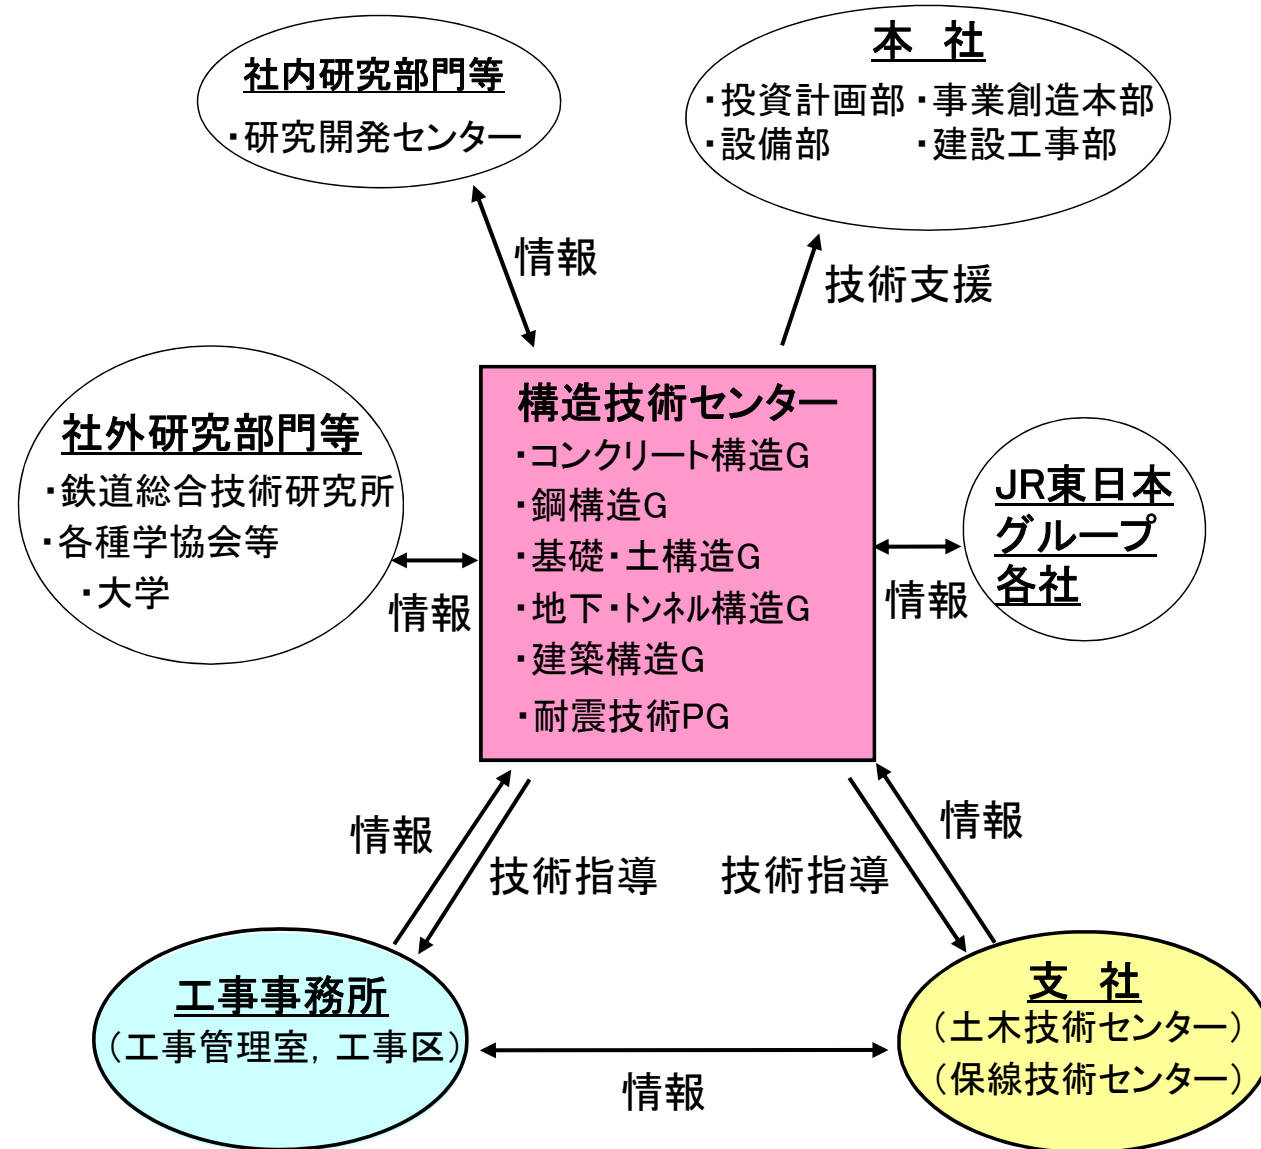 社内研究部門等
・研究開発センター
本　社
・投資計画部 ・事業創造本部
・設備部 ・建設工事部
情報
技術支援
社外研究部門等
・鉄道総合技術研究所
・各種学協会等
・大学
情報
構造技術センター
・コンクリート構造G
・鋼構造G
・基礎・土構造G
・地下・トンネル構造G
・建築構造G
・耐震技術PG
JR東日本
グループ
各社
情報
情報
技術指導
技術指導
情報
工事事務所
（工事管理室，工事区）
支　社
（土木技術センター）
（保線技術センター）
情報